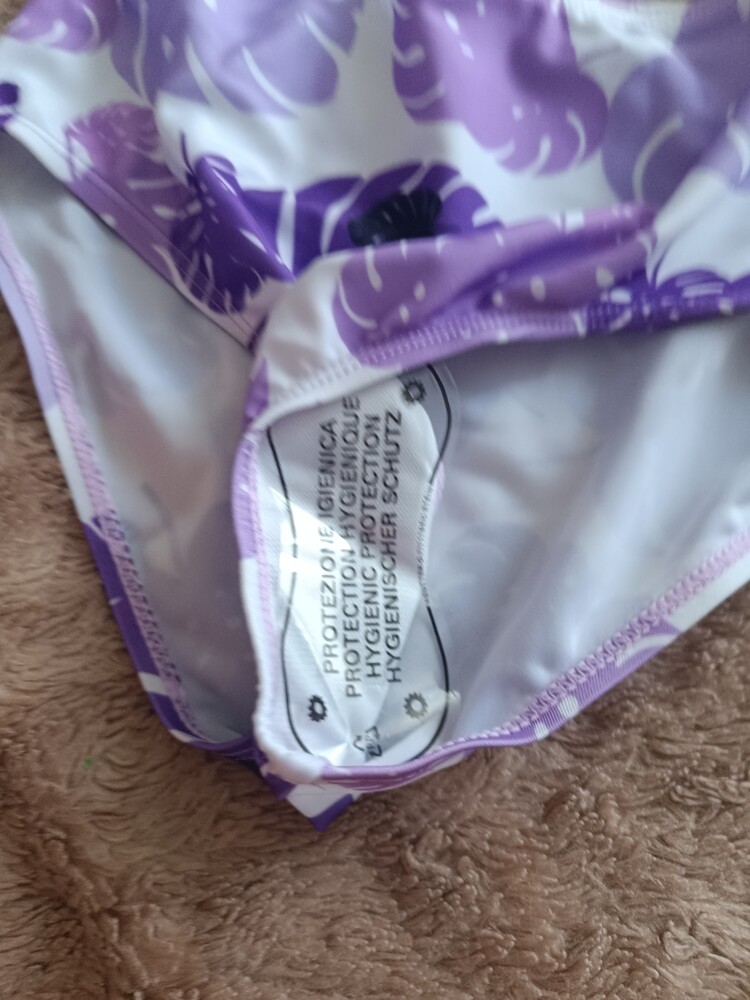 PROTEZIONE IGIENICA
PROTECTION HYGIENIQUE
HYGIENIC PROTECTION
HYGIENISCHER SCHUTZ